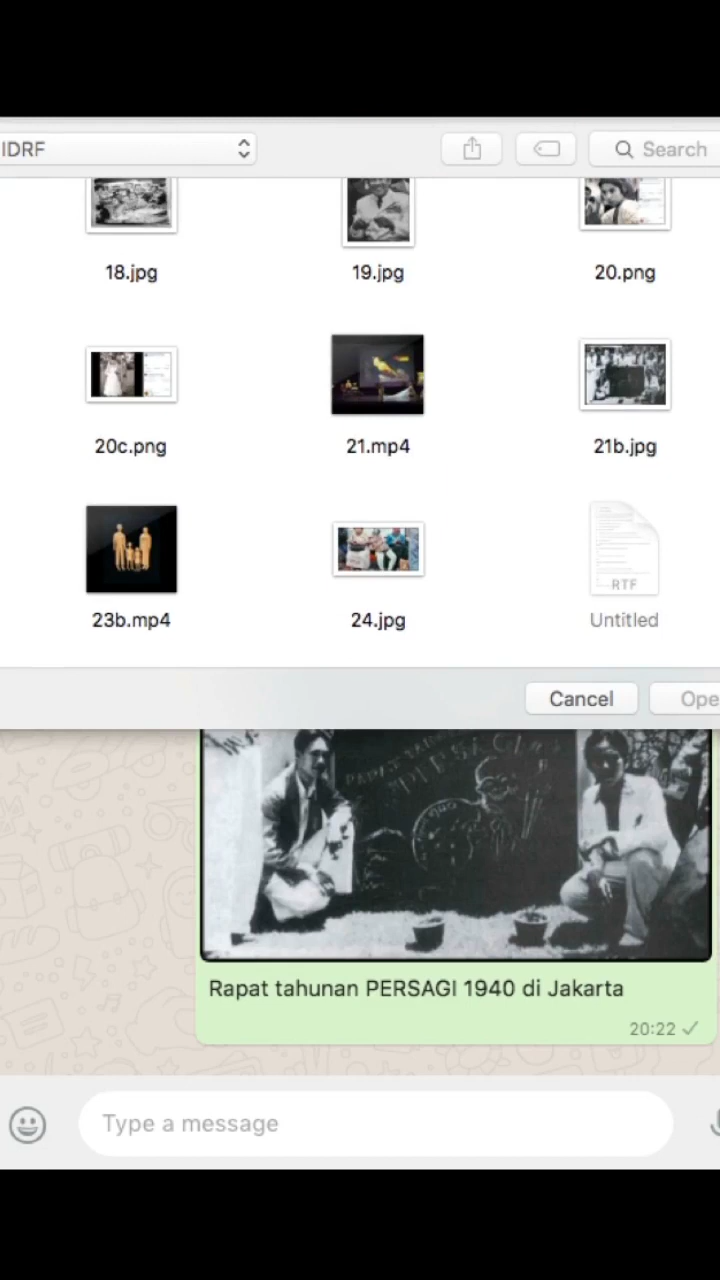 IDRF
Search
18.jpg
19.jpg
20.png
20c.png
21.mp4
21b.jpg
RTF
23b.mp4
24.jpg
Untitled
Cancel
Ope
PERSAGI
Rapat tahunan PERSAGI 1940 di Jakarta
20:22
Type a message